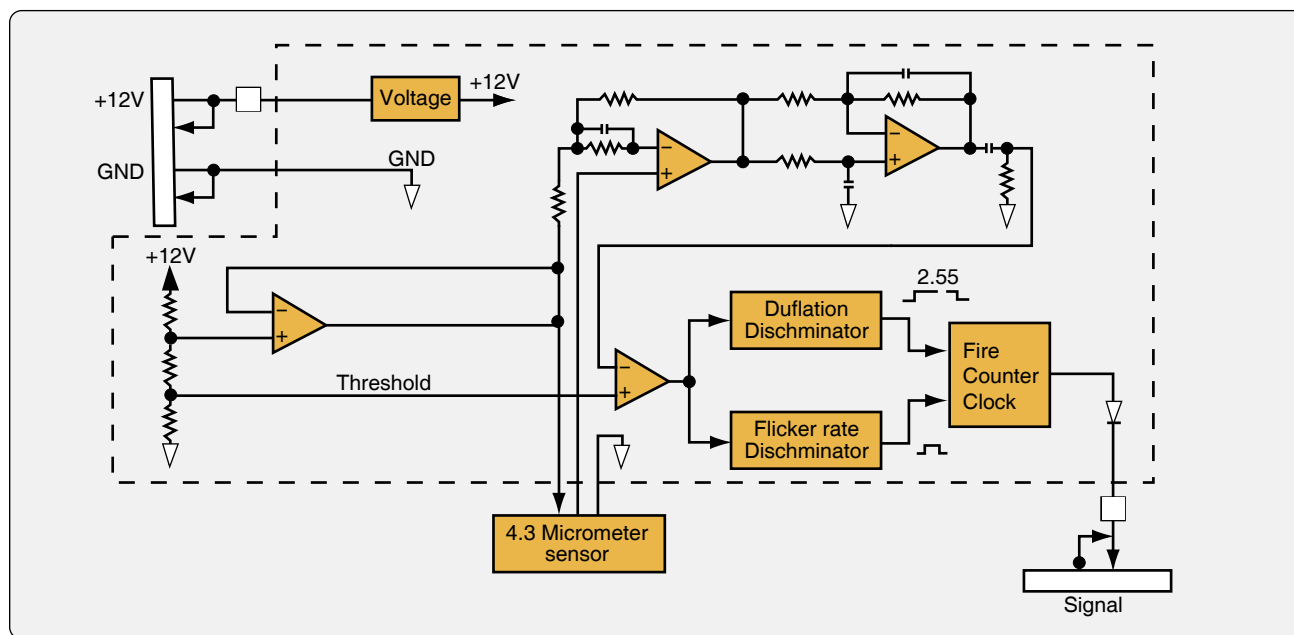 +12V
Voltage
+12V
GND
GND
+12V
Threshold
2.55
Duflation
Dischminator
Fire
Counter
Clock
Flicker rate
Dischminator
4.3 Micrometer
sensor
Signal